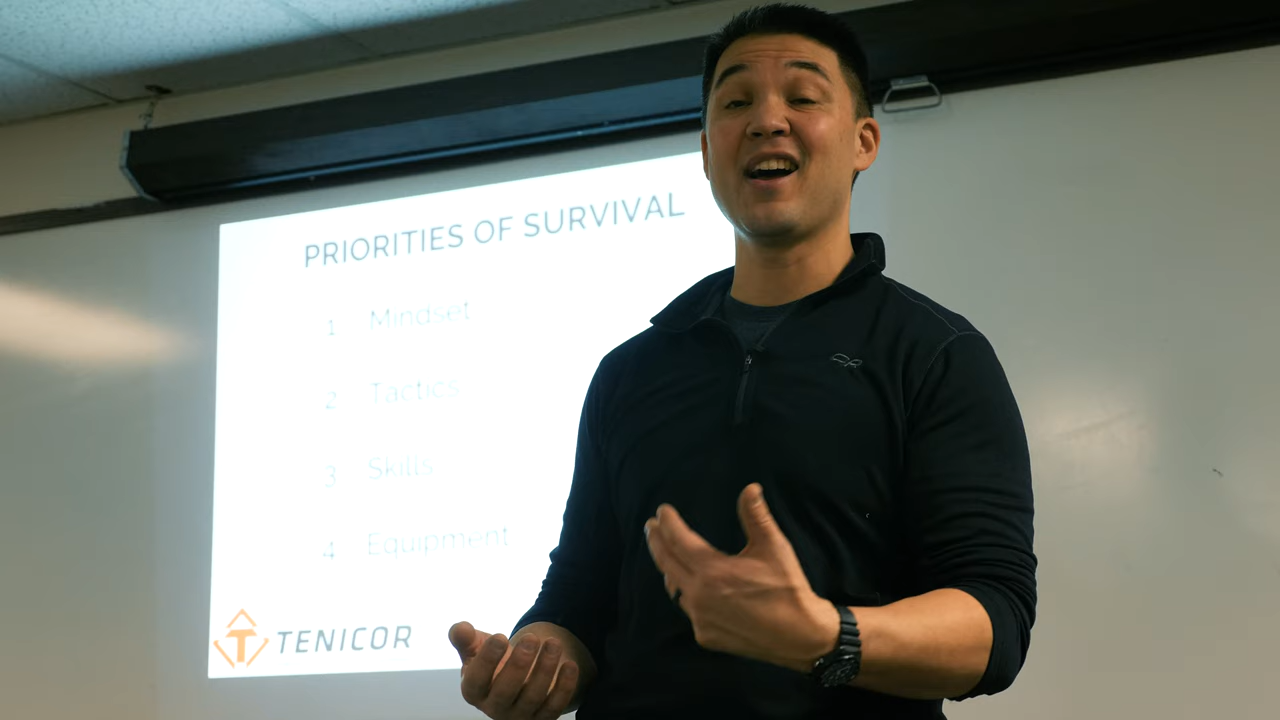 PRIORITIES OF SURVIVAL
1 Mindset
2 Tactics
3 Skills
4 Equipment
TENICOR